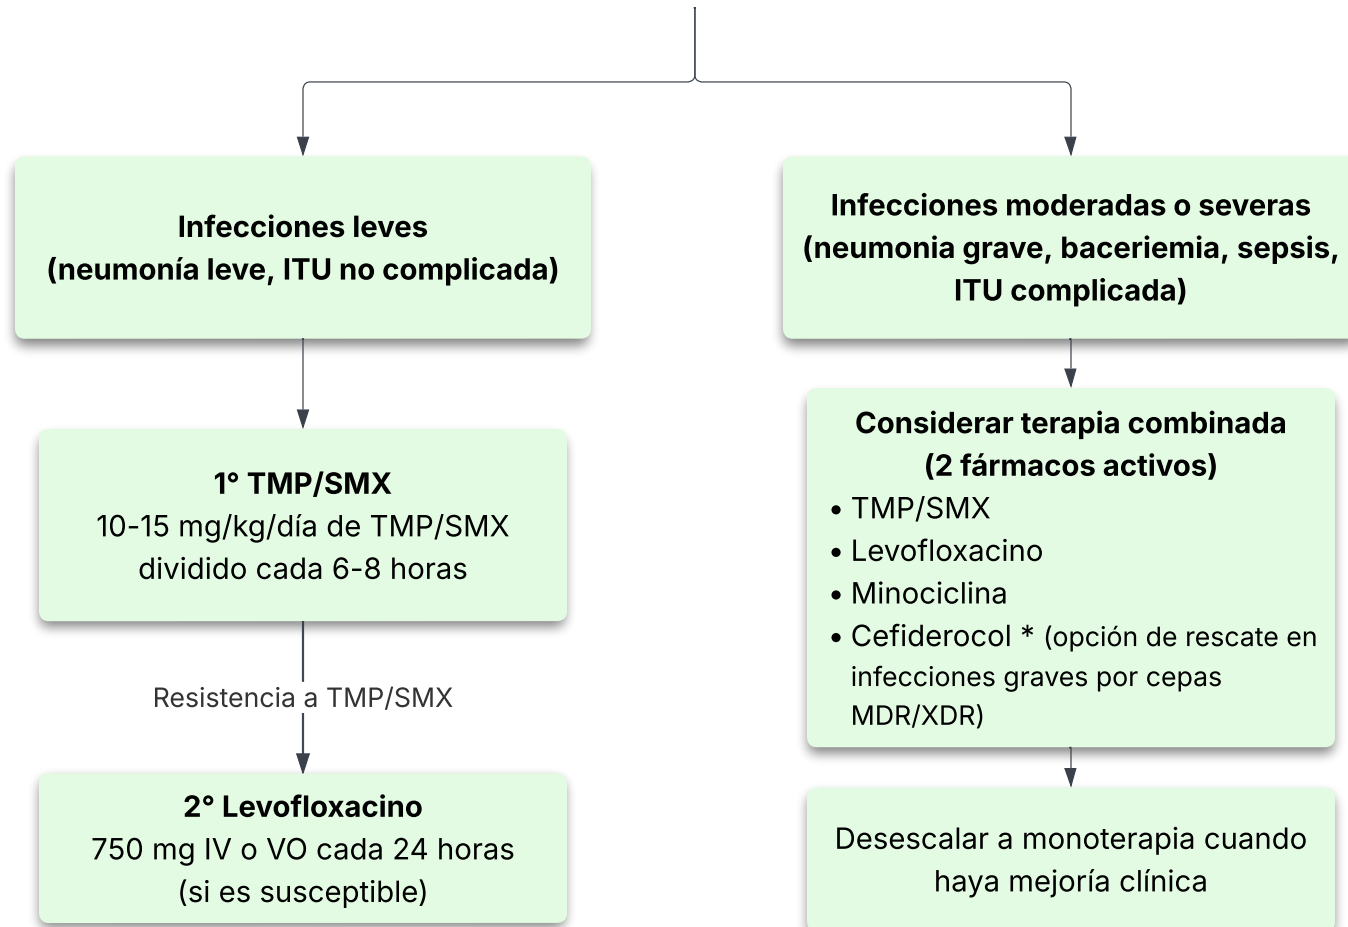 Infecciones leves
(neumonía leve, ITU no complicada)
1° TMP/SMX
10-15 mg/kg/día de TMP/SMX
dividido cada 6-8 horas
Resistencia a TMP/SMX
2° Levofloxacino
750 mg IV o VO cada 24 horas
(si es susceptible)
Infecciones moderadas o severas
(neumonia grave, baceriemia, sepsis,
ITU complicada)
Considerar terapia combinada
(2 fármacos activos)
• TMP/SMX
• Levofloxacino
• Minociclina
• Cefiderocol * (opción de rescate en
infecciones graves por cepas
MDR/XDR)
Desescalar a monoterapia cuando
haya mejoría clínica